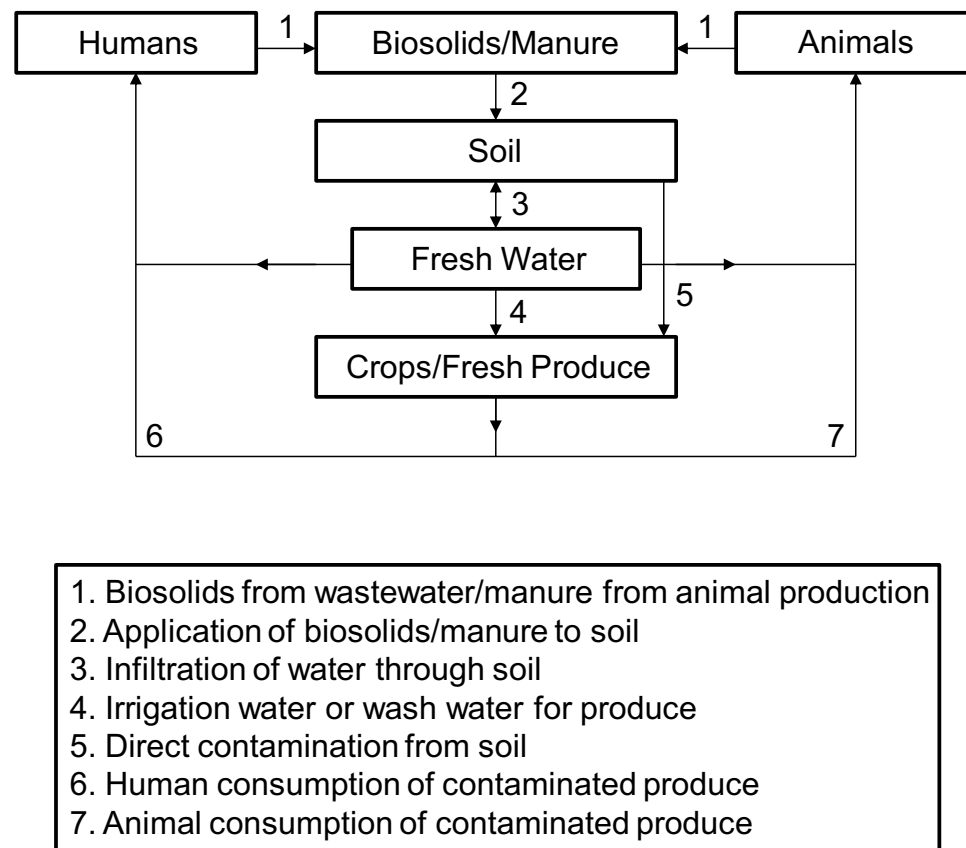 Humans
1
Biosolids/Manure
1
Animals
2
Soil
3
Fresh Water
5
4
Crops/Fresh Produce
6
7
1. Biosolids from wastewater/manure from animal production
2. Application of biosolids/manure to soil
3. Infiltration of water through soil
4. Irrigation water or wash water for produce
5. Direct contamination from soil
6. Human consumption of contaminated produce
7. Animal consumption of contaminated produce